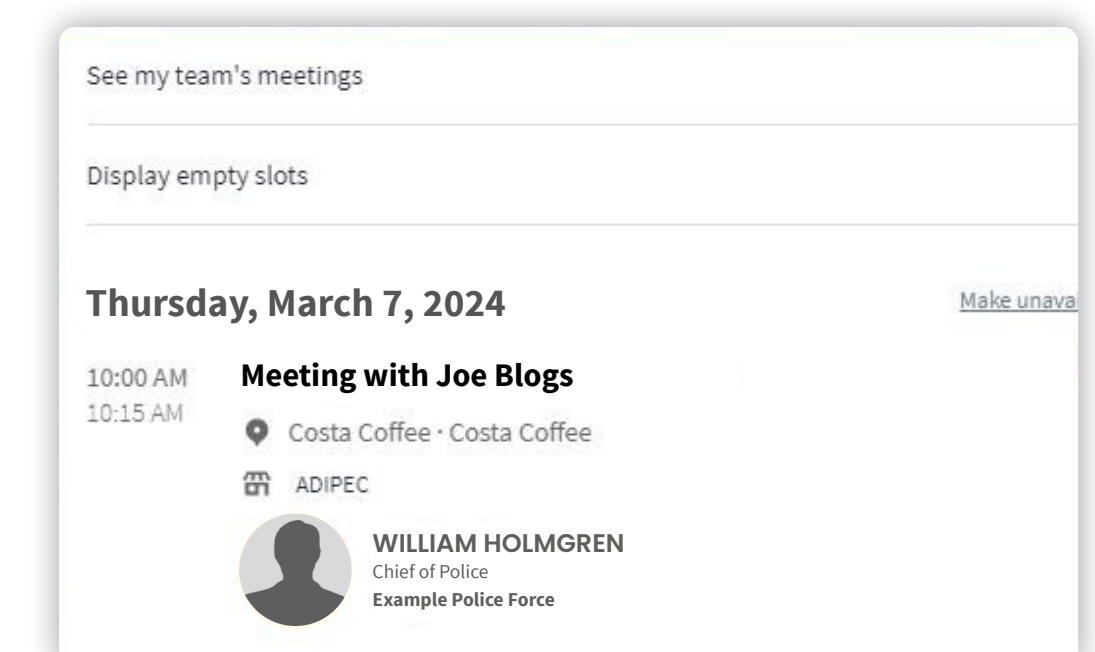 See my team's meetings
Display empty slots
Thursday, March 7, 2024
Make
10:00 AM
10:15 AM
Meeting with Joe Blogs
Costa Coffee · Costa Coffee
ADIPEC
WILLIAM HOLMGREN
Chief of Police
Example Police Force